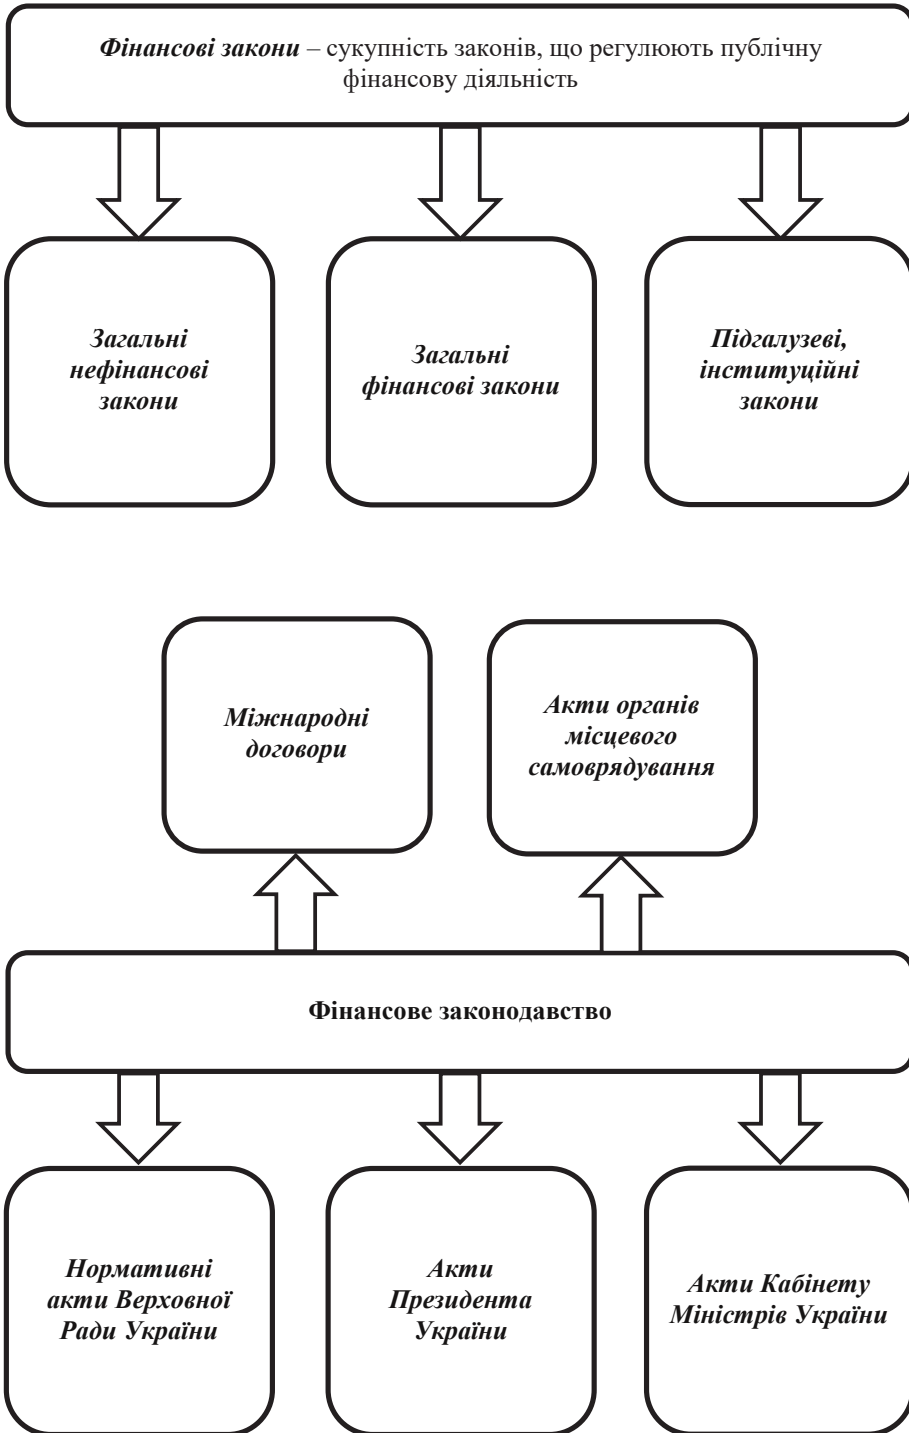 Фінансові закони – сукупність законів, що регулюють публічну
фінансову діяльність
Загальні
нефінансові
закони
Загальні
фінансові закони
Підгалузеві,
інституційні
закони
Міжнародні
договори
Акти органів
місцевого
самоврядування
Фінансове законодавство
Нормативні
акти Верховної
Ради України
Акти
Президента
України
Акти Кабінету
Міністрів України